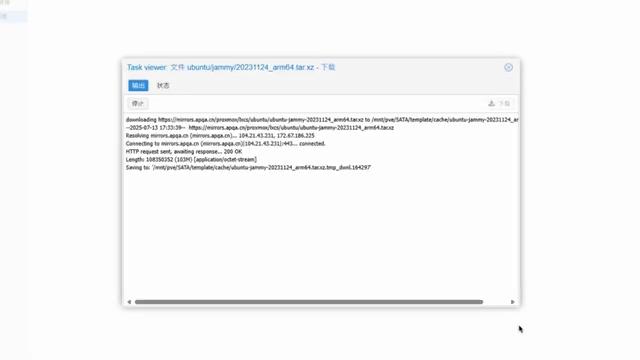 Task viewer: 文件 ubuntu/jammy/20231124_arm64.tar.xz - 下载
输出 状态
停止 下载
downloading https://mirrors.apqa.cn/proxmox/lxcs/ubuntu/ubuntu-jammy-20231124_arm64.tar.xz to /mnt/pve/SATA/template/cache/ubuntu-jammy-20231124_ar
--2025-07-13 17:33:39-- https://mirrors.apqa.cn/proxmox/lxcs/ubuntu/ubuntu-jammy-20231124_arm64.tar.xz
Resolving mirrors.apqa.cn (mirrors.apqa.cn)... 104.21.43.231, 172.67.186.225
Connecting to mirrors.apqa.cn (mirrors.apqa.cn)|104.21.43.231|:443... connected.
HTTP request sent, awaiting response... 200 OK
Length: 108350352 (103M) [application/octet-stream]
Saving to: '/mnt/pve/SATA/template/cache/ubuntu-jammy-20231124_arm64.tar.xz.tmp_dwnl.164297'